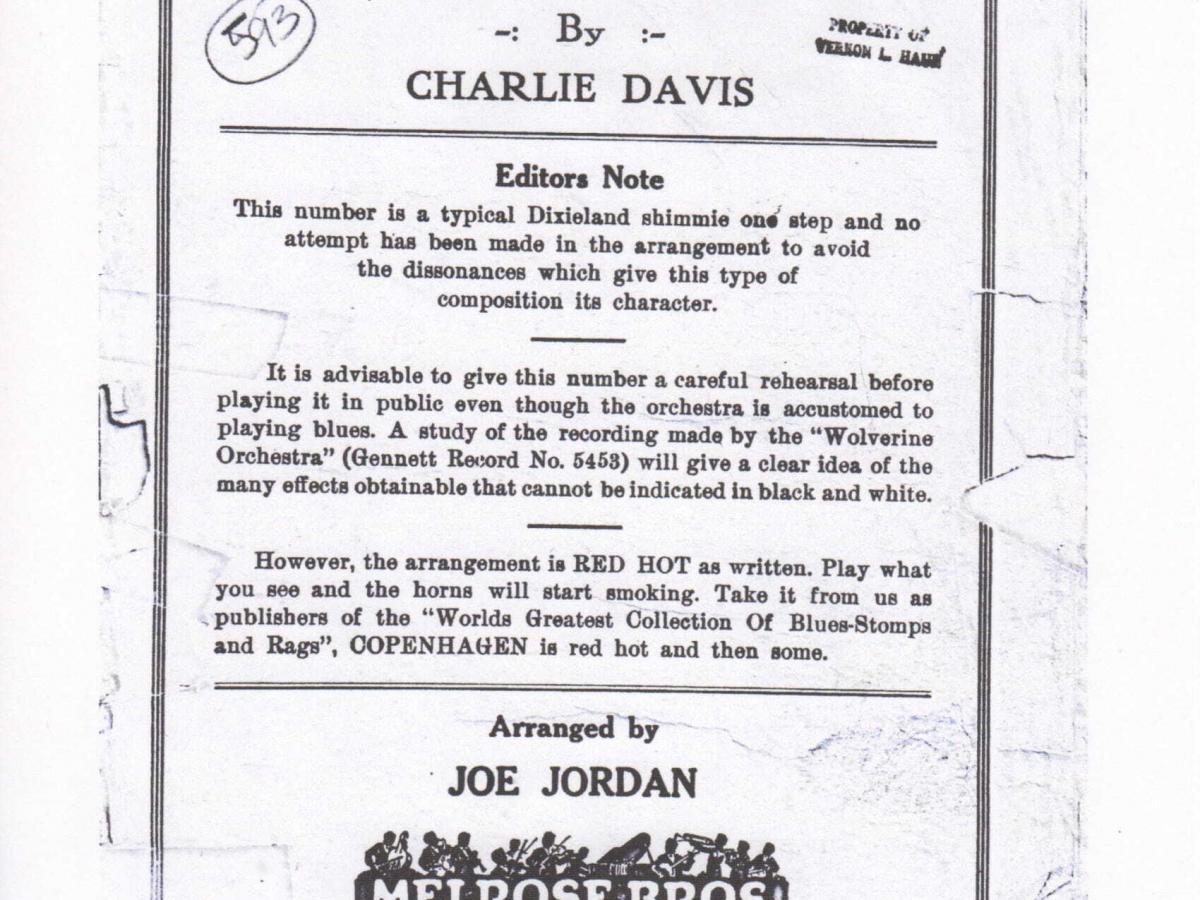 593
-: By :-
PROPERTY OF
VERNON L. HAUN
CHARLIE DAVIS
Editors Note
This number is a typical Dixieland shimmie one step and no
attempt has been made in the arrangement to avoid
the dissonances which give this type of
composition its character.
It is advisable to give this number a careful rehearsal before
playing it in public even though the orchestra is accustomed to
playing blues. A study of the recording made by the “Wolverine
Orchestra” (Gennett Record No. 5453) will give a clear idea of the
many effects obtainable that cannot be indicated in black and white.
However, the arrangement is RED HOT as written. Play what
you see and the horns will start smoking. Take it from us as
publishers of the “Worlds Greatest Collection Of Blues-Stomps
and Rags”, COPENHAGEN is red hot and then some.
Arranged by
JOE JORDAN
MELROSE BROS